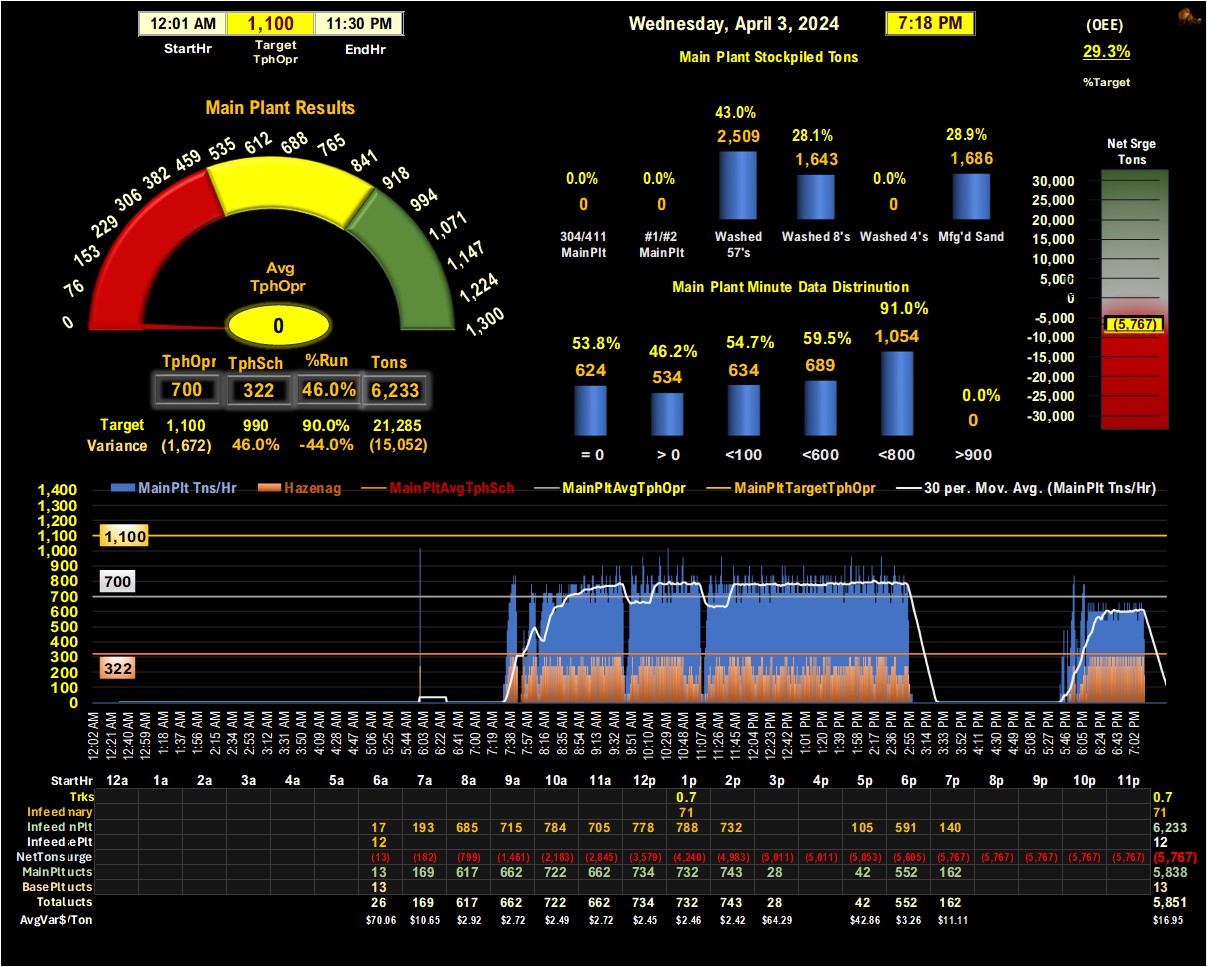 12:01 AM 1,100 11:30 PM
StartHr Target TphOpr EndHr
Wednesday, April 3, 2024 7:18 PM
(OEE)
29.3%
%Target
Main Plant Stockpiled Tons
43.0% 28.1% 28.9%
2,509 1,643 1,686
0.0% 0.0% 0.0%
0 0 0
304/411 MainPlt #1/#2 MainPlt Washed 57's Washed 8's Washed 4's Mfg'd Sand
Main Plant Results
0 76 153 229 306 382 459 535 612 688 765 841 918 994 1,071 1,147 1,224 1,300
Avg
TphOpr
0
TphOpr TphSch %Run Tons
700 322 46.0% 6,233
Target 1,100 990 90.0% 21,285
Variance (1,672) 46.0% -44.0% (15,052)
Main Plant Minute Data Distrinution
53.8% 46.2% 54.7% 59.5% 91.0% 0.0%
624 534 634 689 1,054 0
= 0 > 0 <100 <600 <800 >900
Net Srge
Tons
30,000
25,000
20,000
15,000
10,000
5,000
0
-5,000
(5,767)
-10,000
-15,000
-20,000
-25,000
-30,000
MainPlt Tns/Hr Hazenag MainPltAvgTphSch MainPltAvgTphOpr MainPltTargetTphOpr 30 per. Mov. Avg. (MainPlt Tns/Hr)
1,400
1,300
1,200
1,100 1,100
1,000
900
800
700 700
600
500
400
300
322
200
100
0
12:02 AM 12:21 AM 12:40 AM 12:59 AM 1:18 AM 1:37 AM 1:56 AM 2:15 AM 2:34 AM 2:53 AM 3:12 AM 3:31 AM 3:50 AM 4:09 AM 4:28 AM 4:47 AM 5:06 AM 5:25 AM 5:44 AM 6:03 AM 6:22 AM 6:41 AM 7:00 AM 7:19 AM 7:38 AM 7:57 AM 8:16 AM 8:35 AM 8:54 AM 9:13 AM 9:32 AM 9:51 AM 10:10 AM 10:29 AM 10:48 AM 11:07 AM 11:26 AM 11:45 AM 12:04 PM 12:23 PM 12:42 PM 1:01 PM 1:20 PM 1:39 PM 1:58 PM 2:17 PM 2:36 PM 2:55 PM 3:14 PM 3:33 PM 3:52 PM 4:11 PM 4:30 PM 4:49 PM 5:08 PM 5:27 PM 5:46 PM 6:05 PM 6:24 PM 6:43 PM 7:02 PM
StartHr 12a 1a 2a 3a 4a 5a 6a 7a 8a 9a 10a 11a 12p 1p 2p 3p 4p 5p 6p 7p 8p 9p 10p 11p
Trks 0.7 0.7
Infeed mary 71 71
Infeed nPlt 17 193 685 715 784 705 778 788 732 105 591 140 6,233
Infeed ePlt 12 12
NetTonsurge (13) (182) (799) (1,461) (2,183) (2,845) (3,579) (4,240) (4,983) (5,011) (5,011) (5,053) (5,605) (5,767) (5,767) (5,767) (5,767) (5,767) (5,767)
MainPlt ucts 13 169 617 662 722 662 734 732 743 28 42 552 162 5,838
BasePlt ucts 13 13
Total ucts 26 169 617 662 722 662 734 732 743 28 42 552 162 5,851
AvgVar$/Ton $70.06 $10.65 $2.92 $2.72 $2.49 $2.72 $2.45 $2.46 $2.42 $64.29 $42.86 $3.26 $11.11 $16.95